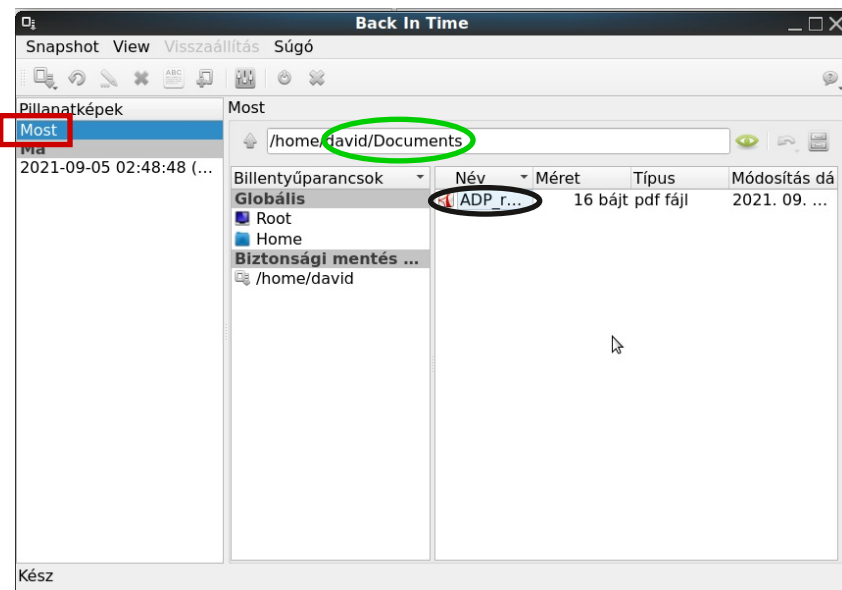 Back In Time
Snapshot View Visszaállítás Súgó
ABC
Pillanatképek
Most
Ma
2021-09-05 02:48:48 (...
Most
/home/david/Documents
Billentyűparancsok
Globális
Root
Home
Biztonsági mentés ...
/home/david
Név Méret Típus Módosítás dá
ADP_r... 16 bájt pdf fájl 2021. 09. ...
Kész